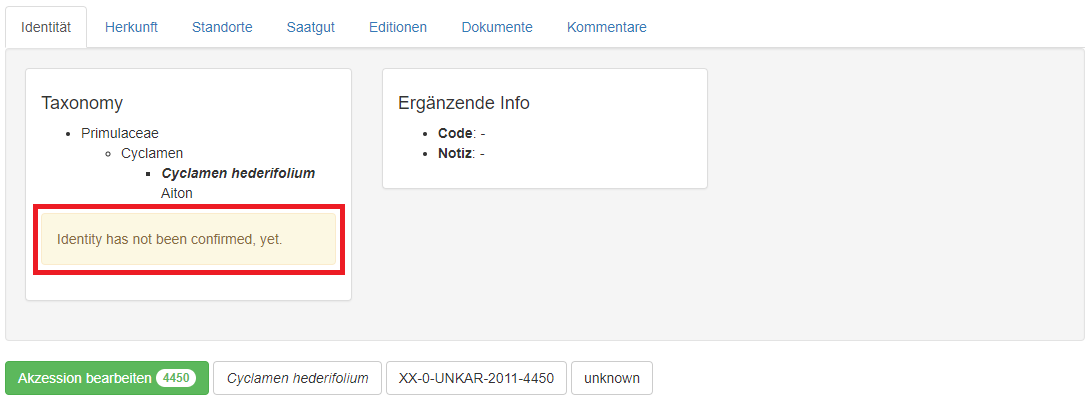 Identität Herkunft Standorte Saatgut Editionen Dokumente Kommentare
Taxonomy
Primulaceae
Cyclamen
Cyclamen hederifolium
Aiton
Identity has not been confirmed, yet.
Ergänzende Info
Code: -
Notiz: -
Akzession bearbeiten 4450 Cyclamen hederifolium XX-0-UNKAR-2011-4450 unknown